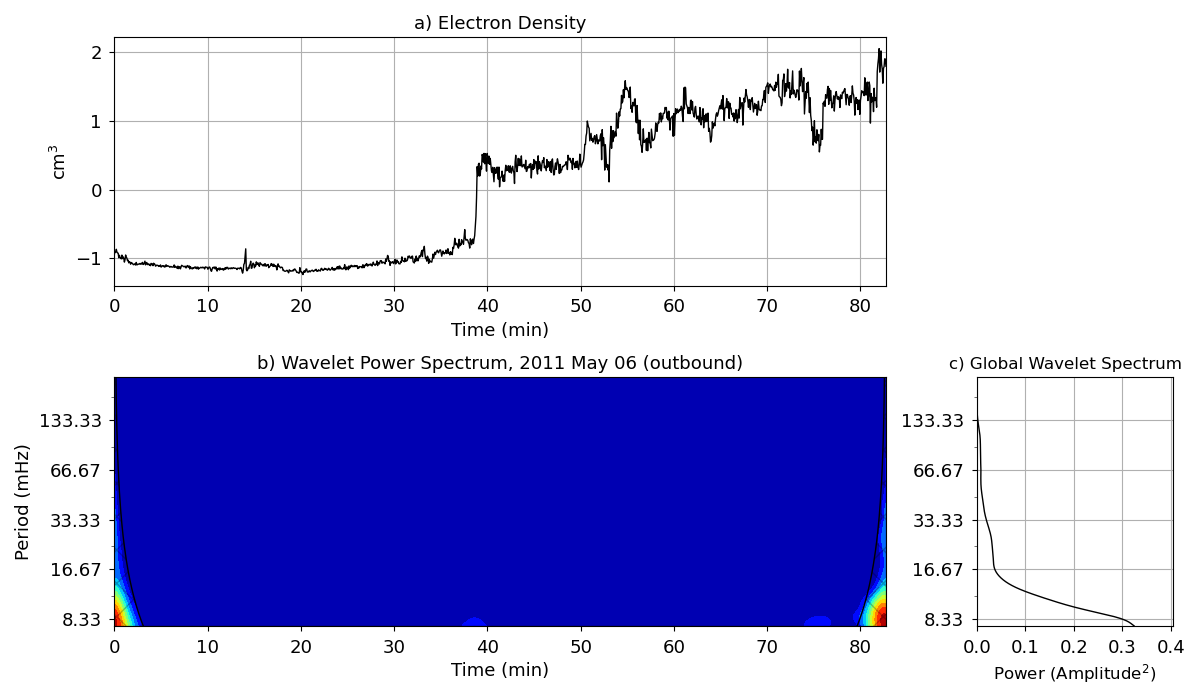 a) Electron Density
cm³
2
1
0
−1
0 10 20 30 40 50 60 70 80
Time (min)
b) Wavelet Power Spectrum, 2011 May 06 (outbound)
Period (mHz)
133.33
66.67
33.33
16.67
8.33
0 10 20 30 40 50 60 70 80
Time (min)
c) Global Wavelet Spectrum
133.33
66.67
33.33
16.67
8.33
0.0 0.1 0.2 0.3 0.4
Power (Amplitude²)